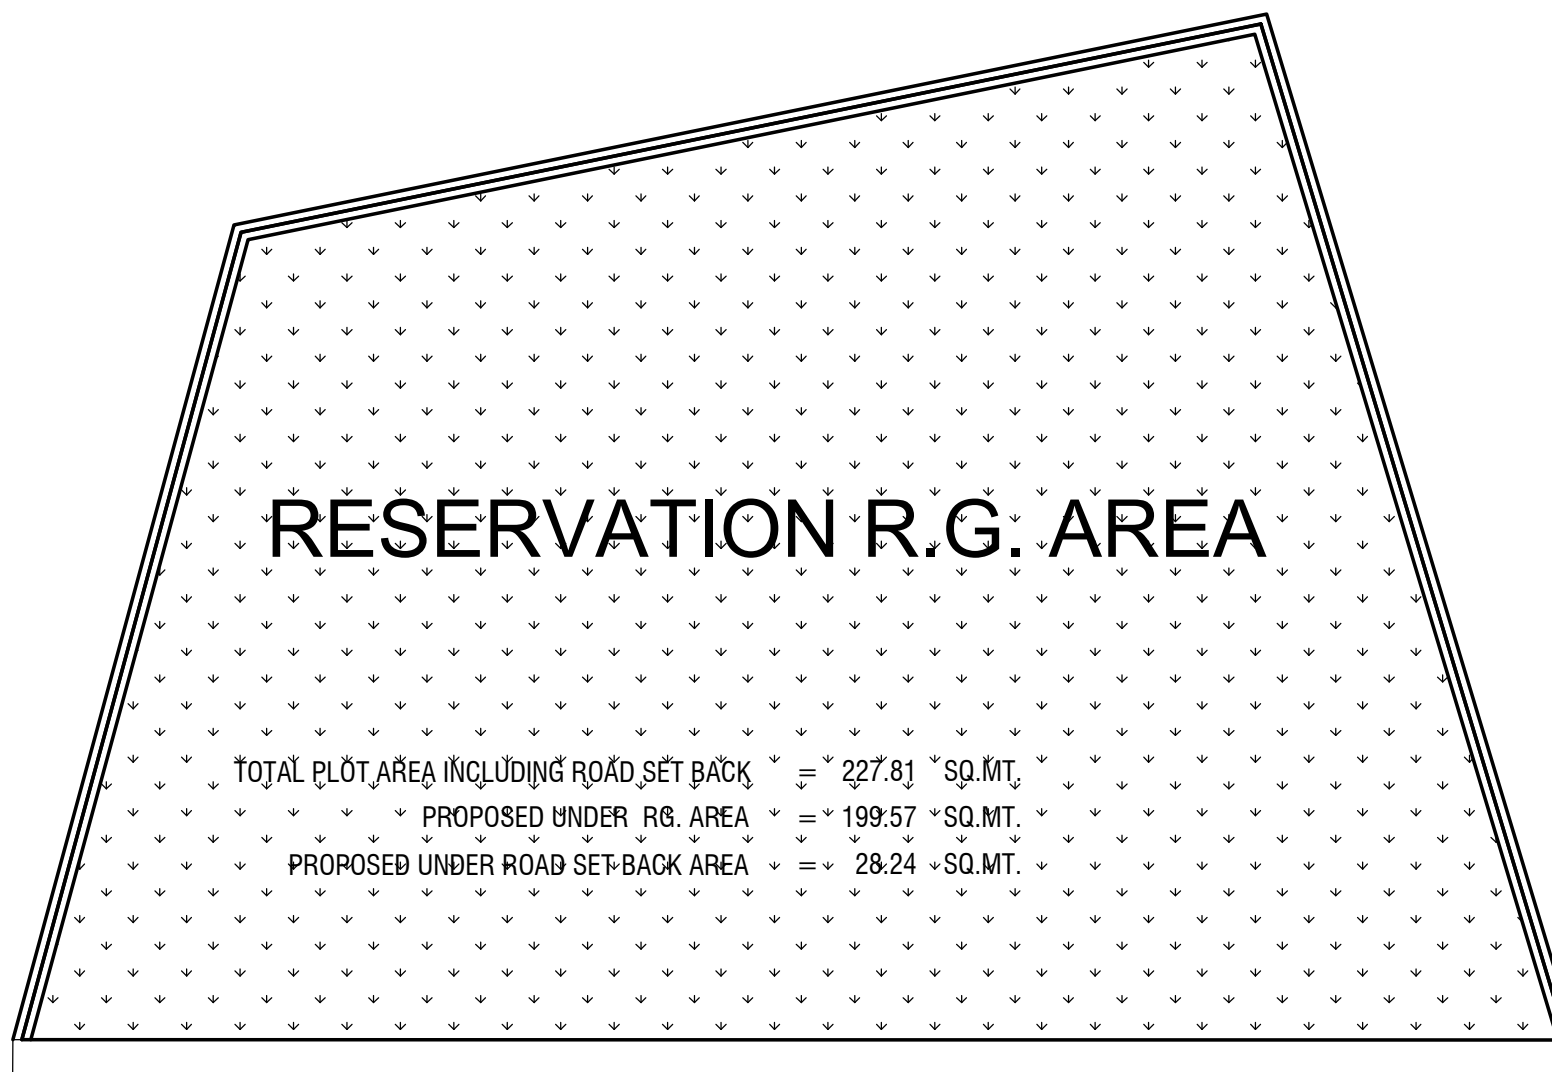 RESERVATION R.G. AREA
TOTAL PLOT AREA INCLUDING ROAD SET BACK = 227.81 SQ.MT.
PROPOSED UNDER RG. AREA = 199.57 SQ.MT.
PROPOSED UNDER ROAD SET BACK AREA = 28.24 SQ.MT.